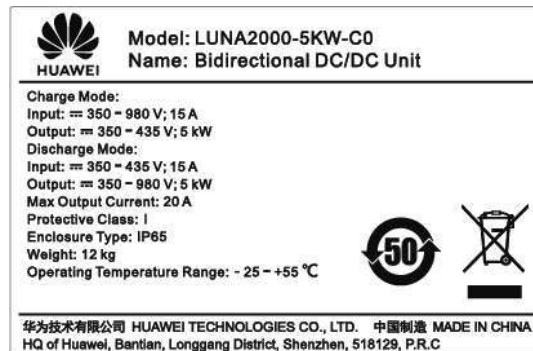 HUAWEI
Model: LUNA2000-5KW-C0
Name: Bidirectional DC/DC Unit
Charge Mode:
Input: ⎓ 350 - 980 V; 15 A
Output: ⎓ 350 - 435 V; 5 kW
Discharge Mode:
Input: ⎓ 350 - 435 V; 15 A
Output: ⎓ 350 - 980 V; 5 kW
Max Output Current: 20 A
Protective Class: I
Enclosure Type: IP65
Weight: 12 kg
Operating Temperature Range: - 25 ~ +55 ℃
50
华为技术有限公司 HUAWEI TECHNOLOGIES CO., LTD. 中国制造 MADE IN CHINA
HQ of Huawei, Bantian, Longgang District, Shenzhen, 518129, P.R.C